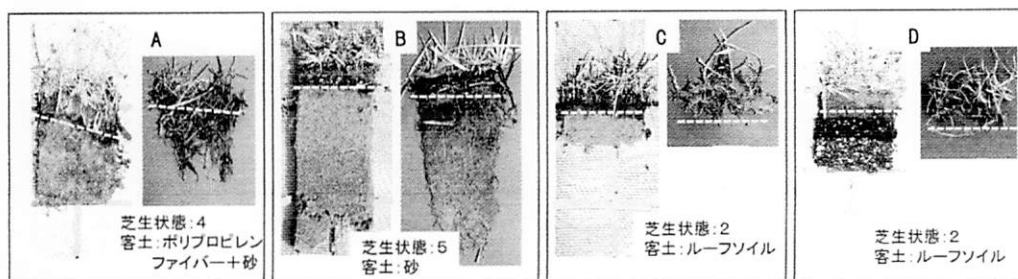 A
芝生状態:4
客土:ポリプロピレン
ファイバー+砂
B
芝生状態:5
客土:砂
C
芝生状態:2
客土:ルーフソイル
D
芝生状態:2
客土:ルーフソイル